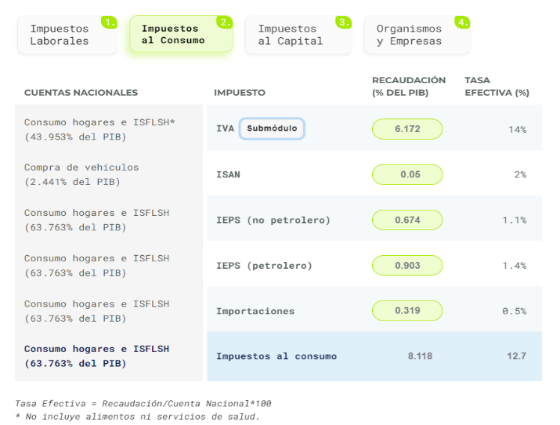 Impuestos Laborales 1.
Impuestos al Consumo 2.
Impuestos al Capital 3.
Organismos y Empresas 4.
CUENTAS NACIONALES IMPUESTO RECAUDACIÓN (% DEL PIB) TASA EFECTIVA (%)
Consumo hogares e ISFLSH*
(43.953% del PIB)
IVA Submódulo 6.172 14%
Compra de vehículos
(2.441% del PIB)
ISAN 0.05 2%
Consumo hogares e ISFLSH
(63.763% del PIB)
IEPS (no petrolero) 0.674 1.1%
Consumo hogares e ISFLSH
(63.763% del PIB)
IEPS (petrolero) 0.903 1.4%
Consumo hogares e ISFLSH
(63.763% del PIB)
Importaciones 0.319 0.5%
Consumo hogares e ISFLSH
(63.763% del PIB)
Impuestos al consumo 8.118 12.7
Tasa Efectiva = Recaudación/Cuenta Nacional*100
* No incluye alimentos ni servicios de salud.